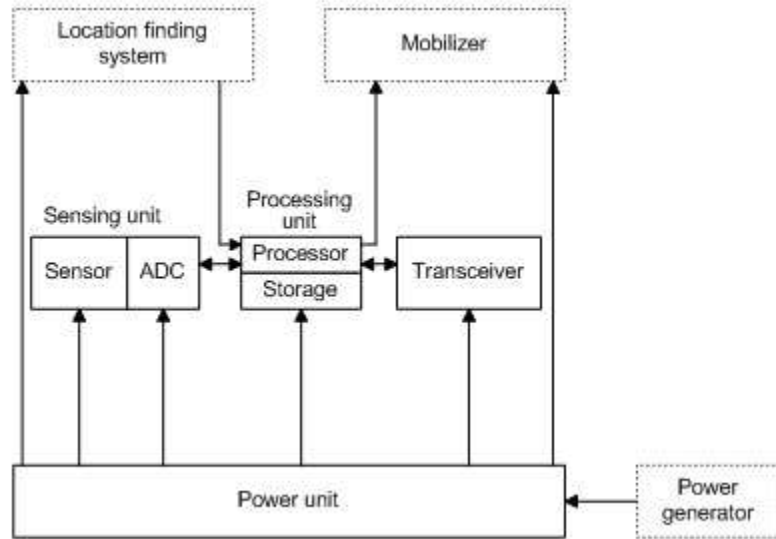 Location finding
system
Mobilizer
Sensing unit
Processing
unit
Sensor
ADC
Processor
Storage
Transceiver
Power unit
Power
generator